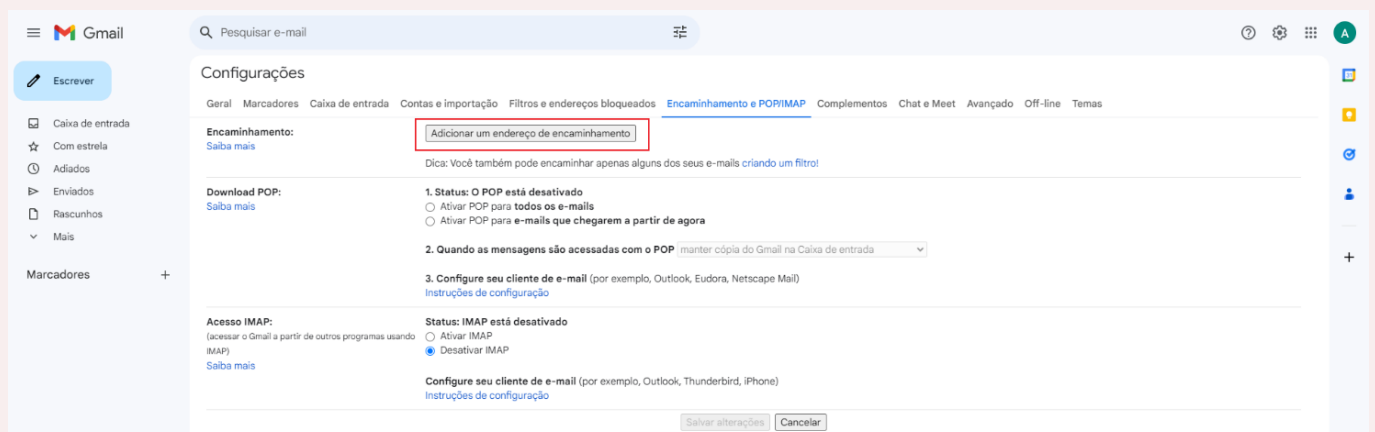 Gmail
Pesquisar e-mail
A
Escrever
Caixa de entrada
Com estrela
Adiados
Enviados
Rascunhos
Mais
Marcadores
Configurações
Geral Marcadores Caixa de entrada Contas e importação Filtros e endereços bloqueados Encaminhamento e POP/IMAP Complementos Chat e Meet Avançado Off-line Temas
Encaminhamento:
Saiba mais
Adicionar um endereço de encaminhamento
Dica: Você também pode encaminhar apenas alguns dos seus e-mails criando um filtro!
Download POP:
Saiba mais
1. Status: O POP está desativado
Ativar POP para todos os e-mails
Ativar POP para e-mails que chegarem a partir de agora
2. Quando as mensagens são acessadas com o POP manter cópia do Gmail na Caixa de entrada
3. Configure seu cliente de e-mail (por exemplo, Outlook, Eudora, Netscape Mail)
Instruções de configuração
Acesso IMAP:
(acessar o Gmail a partir de outros programas usando
IMAP)
Saiba mais
Status: IMAP está desativado
Ativar IMAP
Desativar IMAP
Configure seu cliente de e-mail (por exemplo, Outlook, Thunderbird, iPhone)
Instruções de configuração
Salvar alterações Cancelar